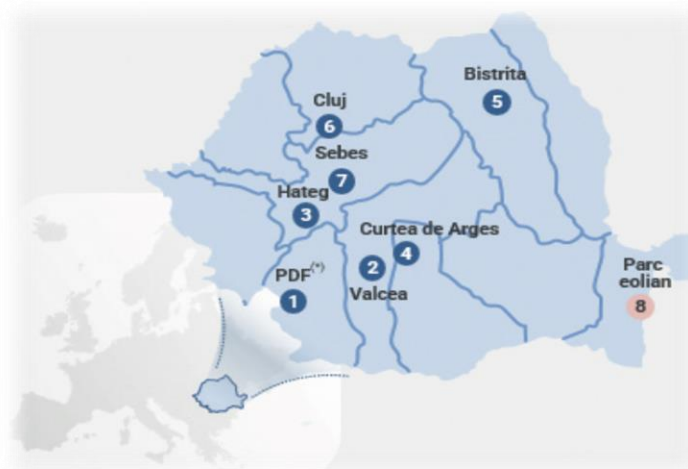 Bistrita
5
Cluj
6
Sebes
7
Hateg
3
Curtea de Arges
4
2
Valcea
PDF(*)
1
Parc
eolian
8